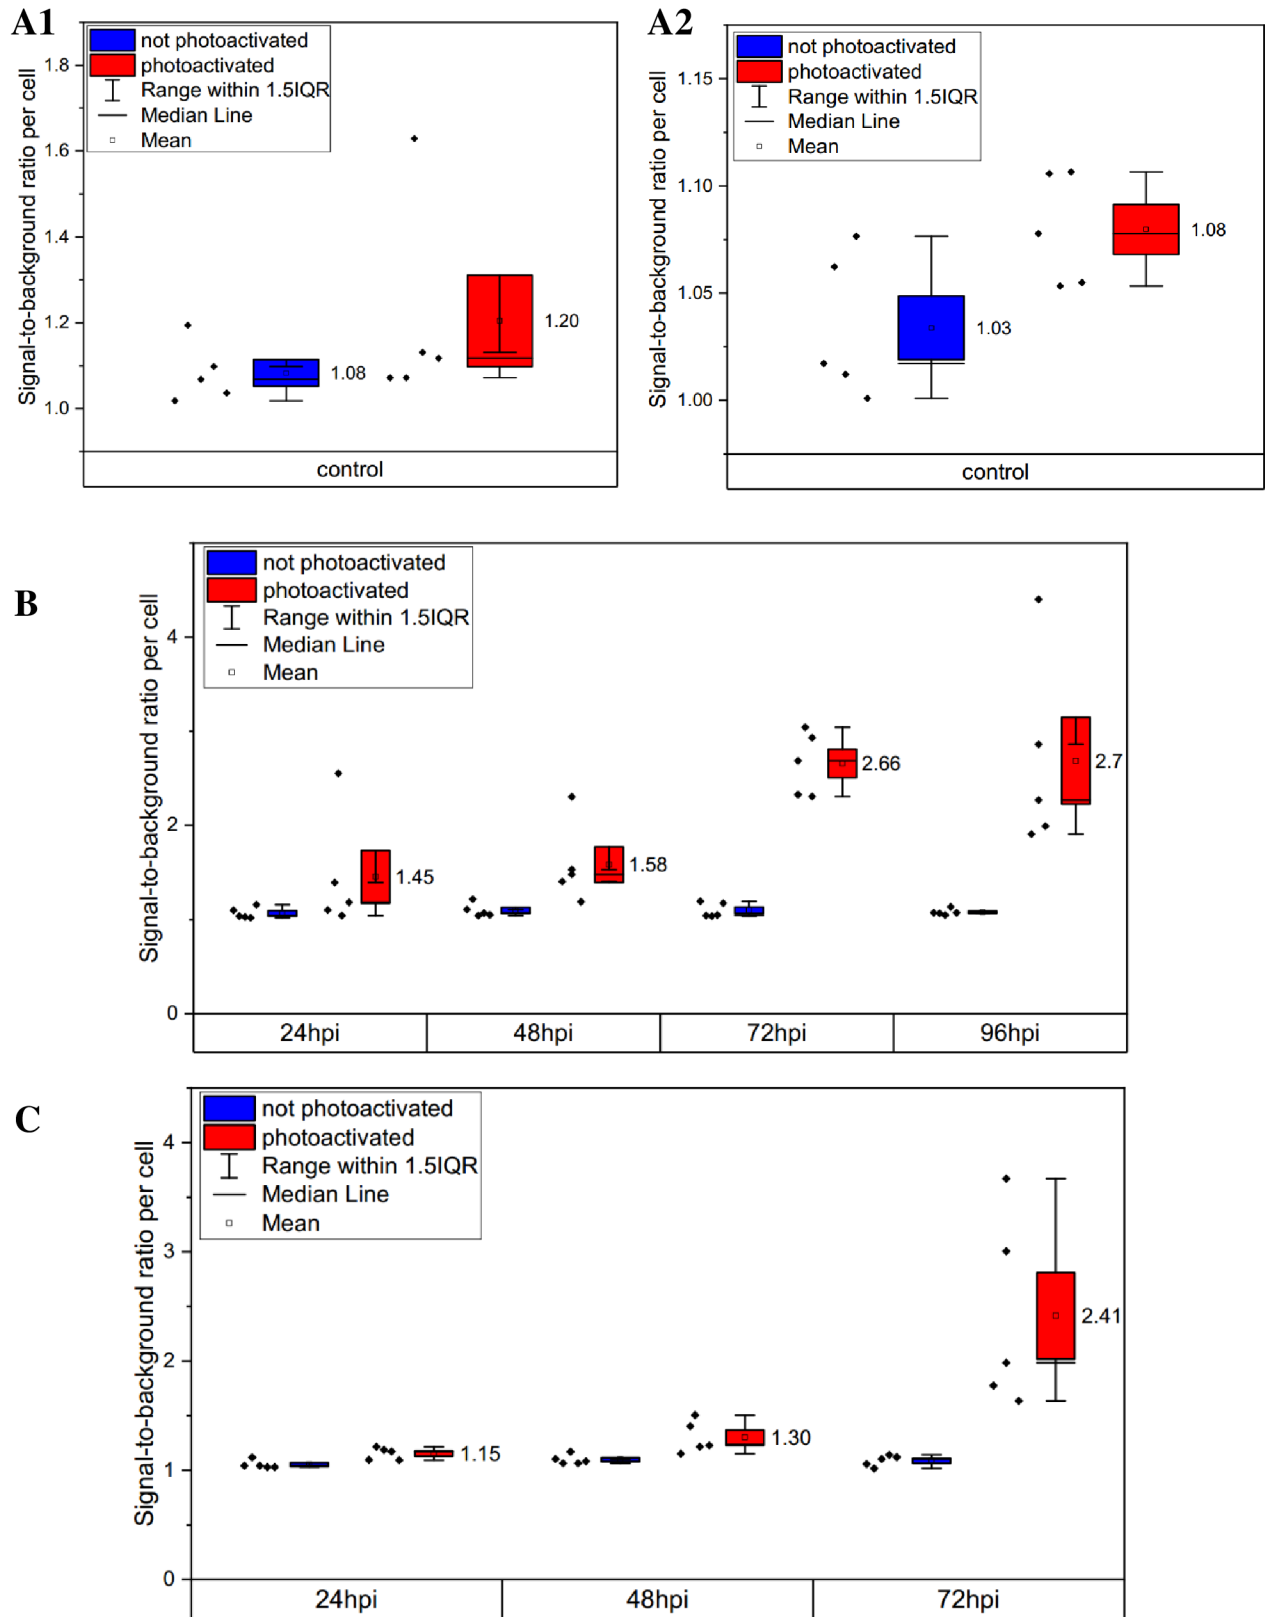 A1
Signal-to-background ratio per cell
1.8
1.6
1.4
1.2
1.0
not photoactivated
photoactivated
Range within 1.5IQR
Median Line
Mean
1.08
1.20
control
A2
Signal-to-background ratio per cell
1.15
1.10
1.05
1.00
not photoactivated
photoactivated
Range within 1.5IQR
Median Line
Mean
1.03
1.08
control
B
Signal-to-background ratio per cell
4
2
0
not photoactivated
photoactivated
Range within 1.5IQR
Median Line
Mean
1.45
1.58
2.66
2.7
24hpi
48hpi
72hpi
96hpi
C
Signal-to-background ratio per cell
4
3
2
1
0
not photoactivated
photoactivated
Range within 1.5IQR
Median Line
Mean
1.15
1.30
2.41
24hpi
48hpi
72hpi